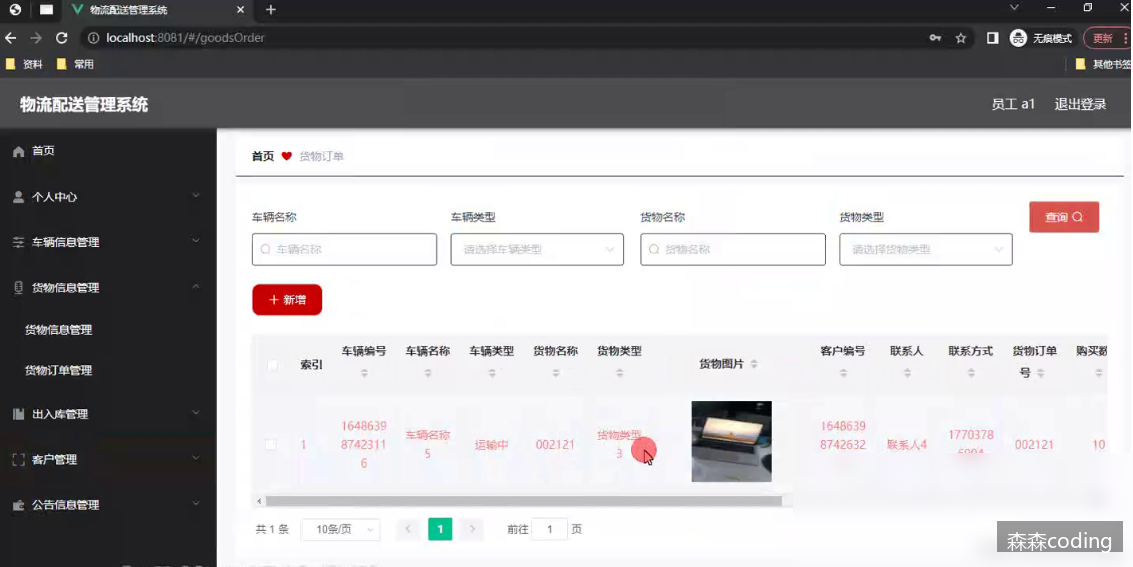 物流配送管理系统
localhost:8081/#/goodsOrder
无痕模式
更新
资料
常用
其他书签
物流配送管理系统
员工 a1
退出登录
首页
个人中心
车辆信息管理
货物信息管理
货物信息管理
货物订单管理
出入库管理
客户管理
公告信息管理
首页 货物订单
车辆名称 车辆类型 货物名称 货物类型
车辆名称 请选择车辆类型 货物名称 请选择货物类型
查询
+ 新增
索引 车辆编号 车辆名称 车辆类型 货物名称 货物类型 货物图片 客户编号 联系人 联系方式 货物订单号 购买数
1
1648639
8742311
6
车辆名称
5
运输中
002121
货物类型
3
1648639
8742632
联系人4
1770378
002121
10
共 1 条
10条/页
1
前往 1 页
森森coding